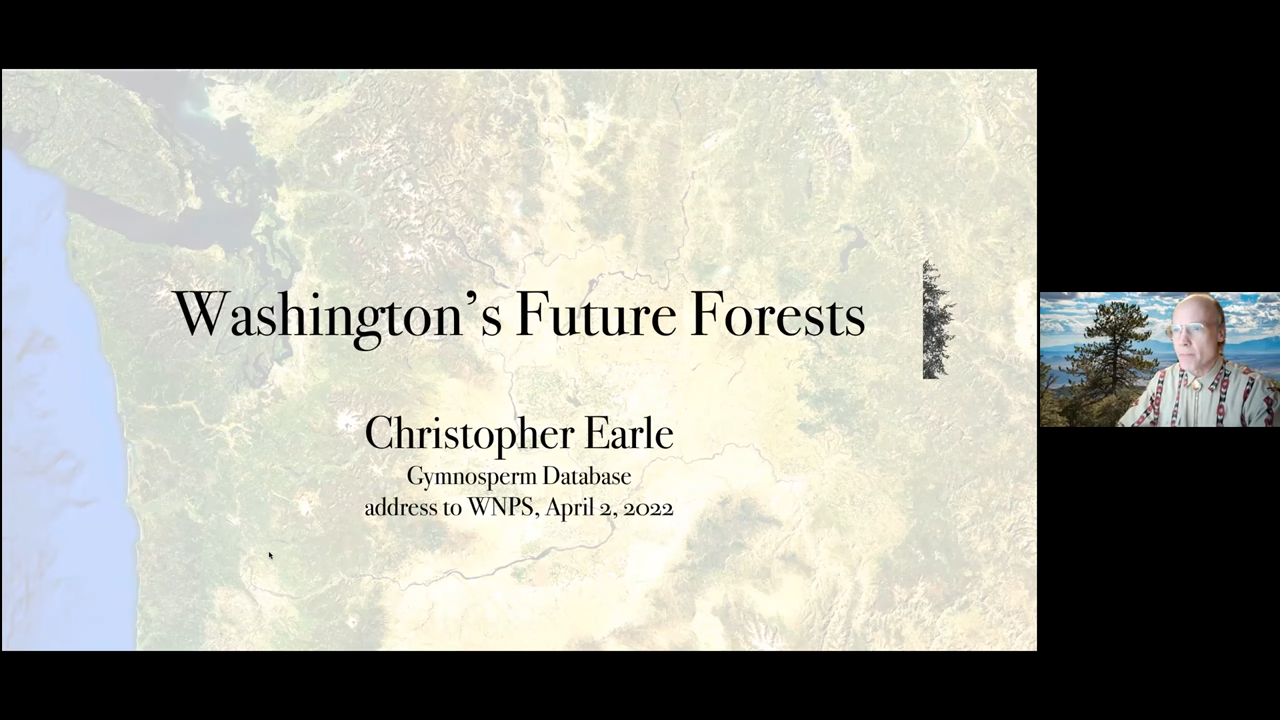 Washington's Future Forests
Christopher Earle
Gymnosperm Database
address to WNPS, April 2, 2022